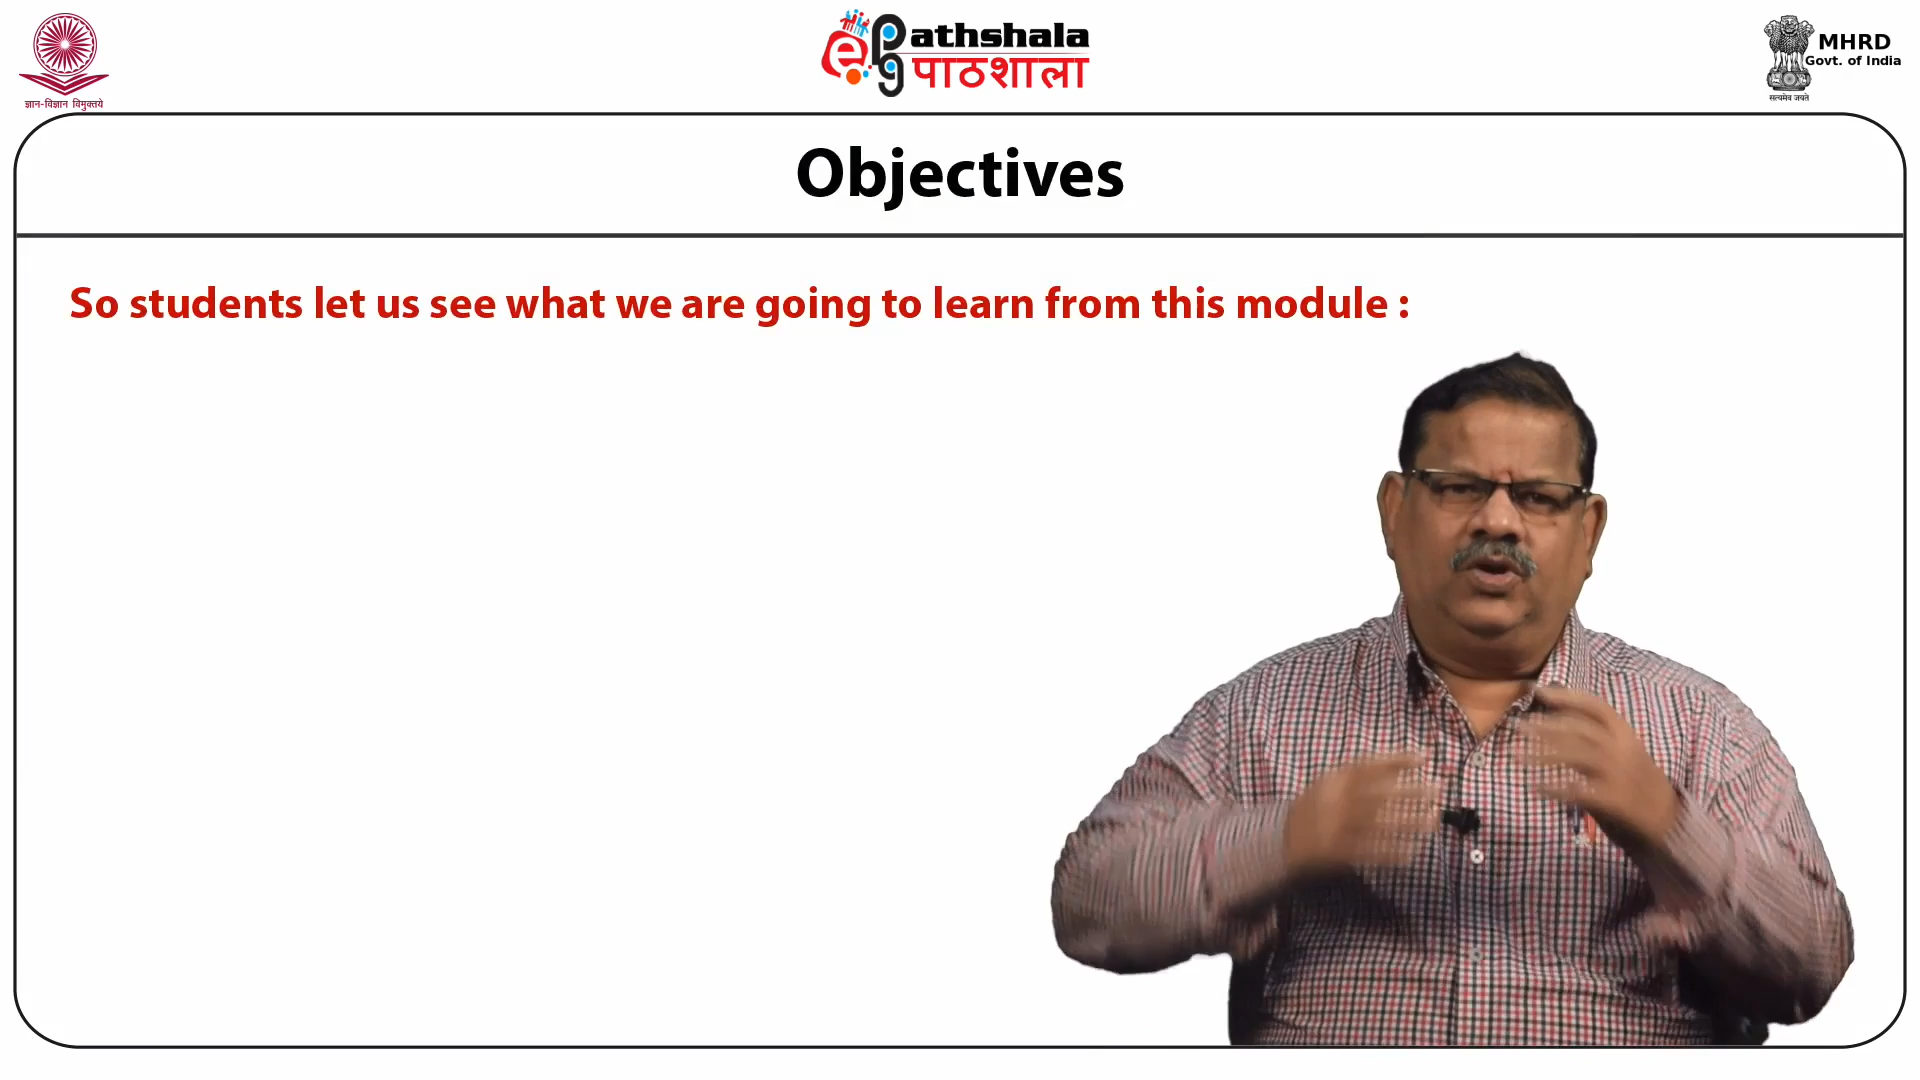 ज्ञान-विज्ञान विमुक्तये
ePathshala
पाठशाला
सत्यमेव जयते
MHRD
Govt. of India
Objectives
So students let us see what we are going to learn from this module :